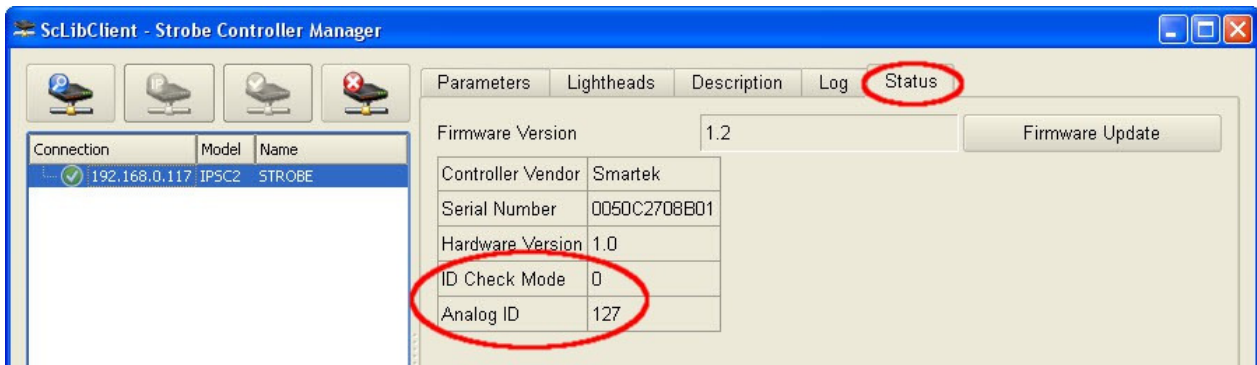 ScLibClient - Strobe Controller Manager
IP
Parameters Lightheads Description Log Status
Firmware Version 1.2 Firmware Update
Connection Model Name
192.168.0.117 IPSC2 STROBE
Controller Vendor Smartek
Serial Number 0050C2708B01
Hardware Version 1.0
ID Check Mode 0
Analog ID 127